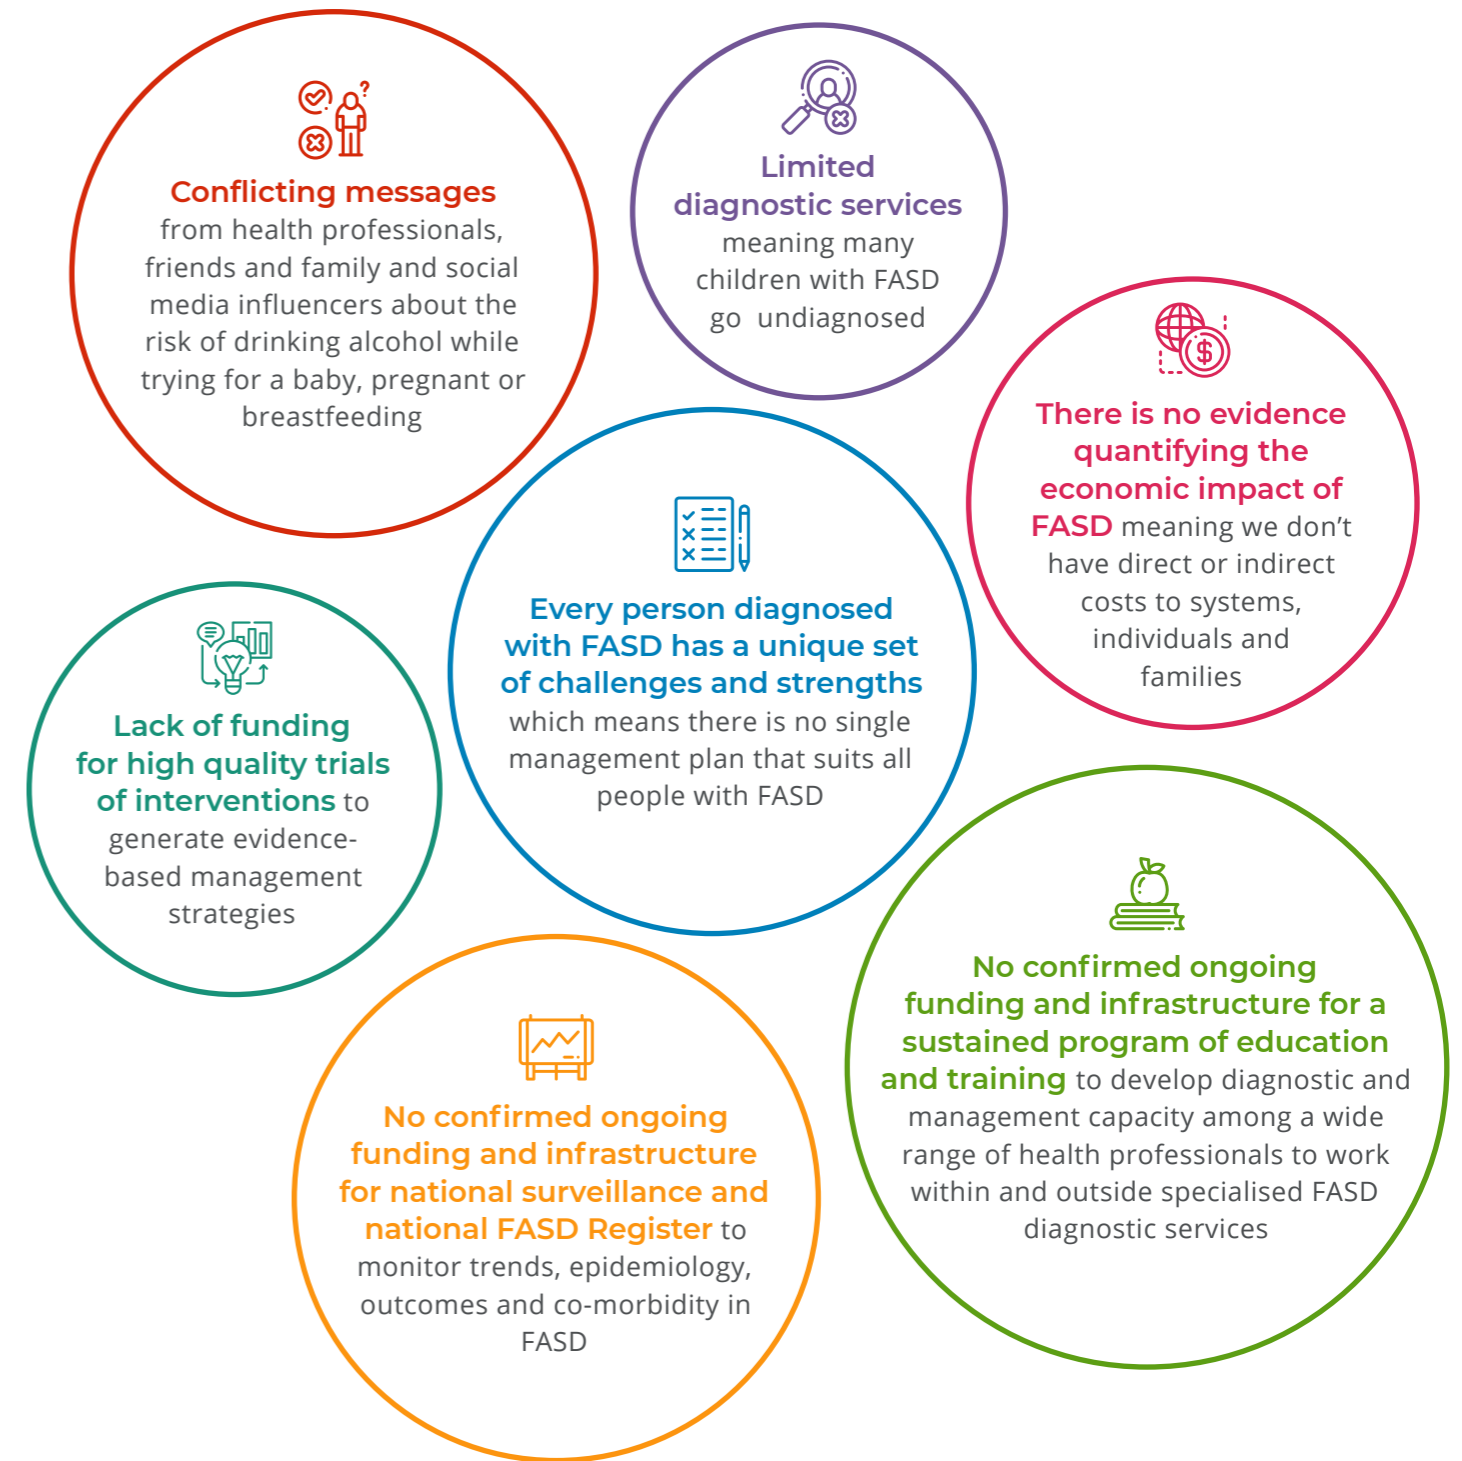 Conflicting messages
from health professionals,
friends and family and social
media influencers about the
risk of drinking alcohol while
trying for a baby, pregnant or
breastfeeding
Limited
diagnostic services
meaning many
children with FASD
go undiagnosed
There is no evidence
quantifying the
economic impact of
FASD meaning we don’t
have direct or indirect
costs to systems,
individuals and
families
Every person diagnosed
with FASD has a unique set
of challenges and strengths
which means there is no single
management plan that suits all
people with FASD
Lack of funding
for high quality trials
of interventions to
generate evidence-
based management
strategies
No confirmed ongoing
funding and infrastructure for a
sustained program of education
and training to develop diagnostic and
management capacity among a wide
range of health professionals to work
within and outside specialised FASD
diagnostic services
No confirmed ongoing
funding and infrastructure
for national surveillance and
national FASD Register to
monitor trends, epidemiology,
outcomes and co-morbidity in
FASD